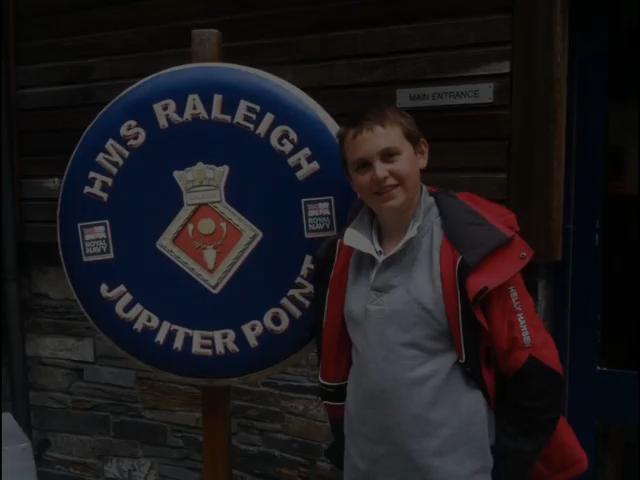 HMS RALEIGH
MAIN ENTRANCE
ROYAL
NAVY
ROYAL
NAVY
JUPITER POINT
HELLY HANSEN